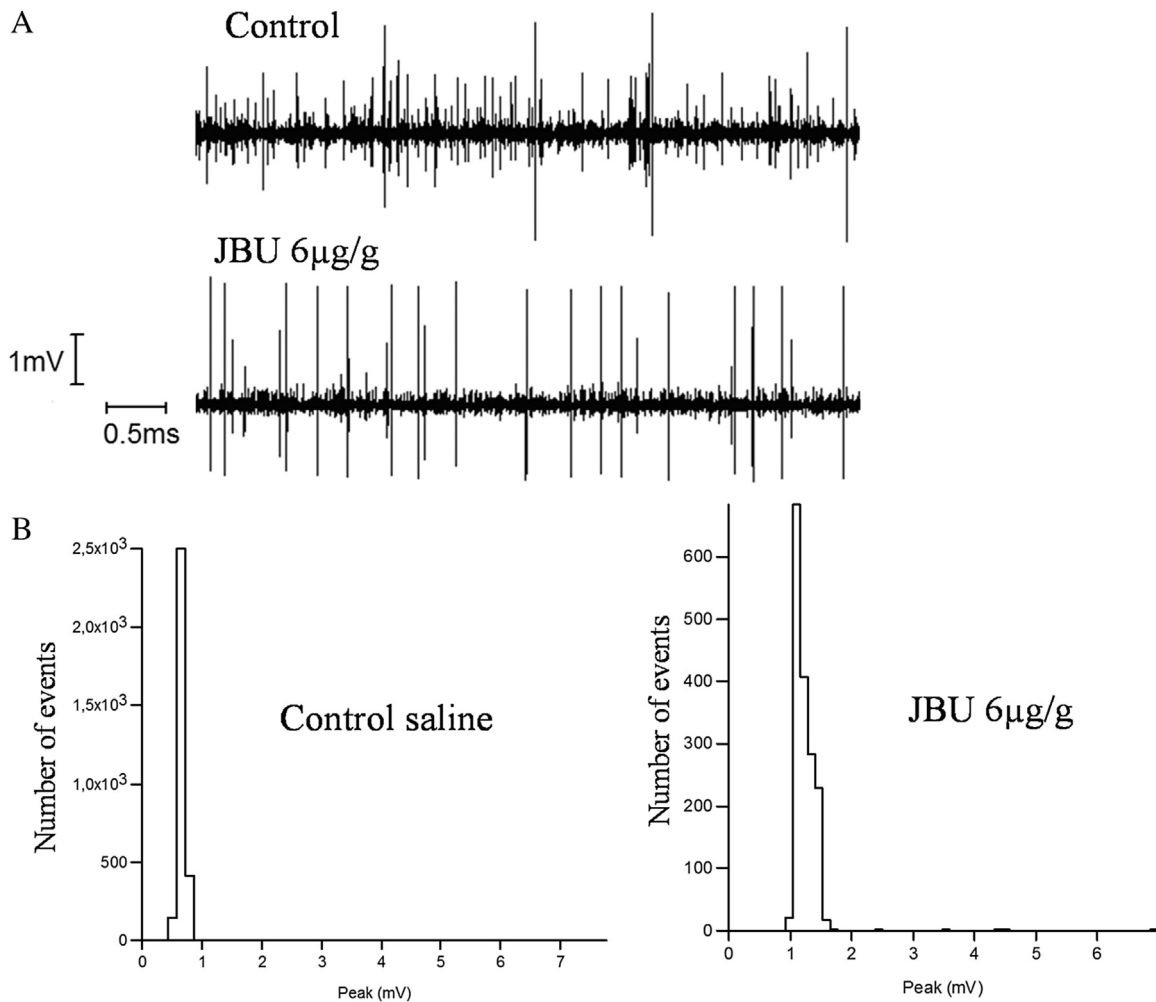 A
Control
JBU 6µg/g
1mV
0.5ms
B
2,5x10³
2,0x10³
1,5x10³
1,0x10³
500
0
Number of events
Control saline
0 1 2 3 4 5 6 7
Peak (mV)
600
500
400
300
200
100
0
Number of events
JBU 6µg/g
0 1 2 3 4 5 6
Peak (mV)